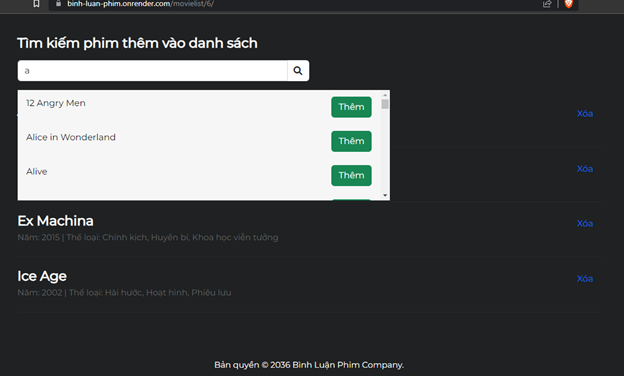 binh-luan-phim.onrender.com/movielist/6/
Tìm kiếm phim thêm vào danh sách
a
12 Angry Men
Thêm
Xóa
Alice in Wonderland
Thêm
Xóa
Alive
Thêm
Ex Machina
Xóa
Năm: 2015 | Thể loại: Chính kịch, Huyền bí, Khoa học viễn tưởng
Ice Age
Xóa
Năm: 2002 | Thể loại: Hài hước, Hoạt hình, Phiêu lưu
Bản quyền © 2036 Bình Luận Phim Company.